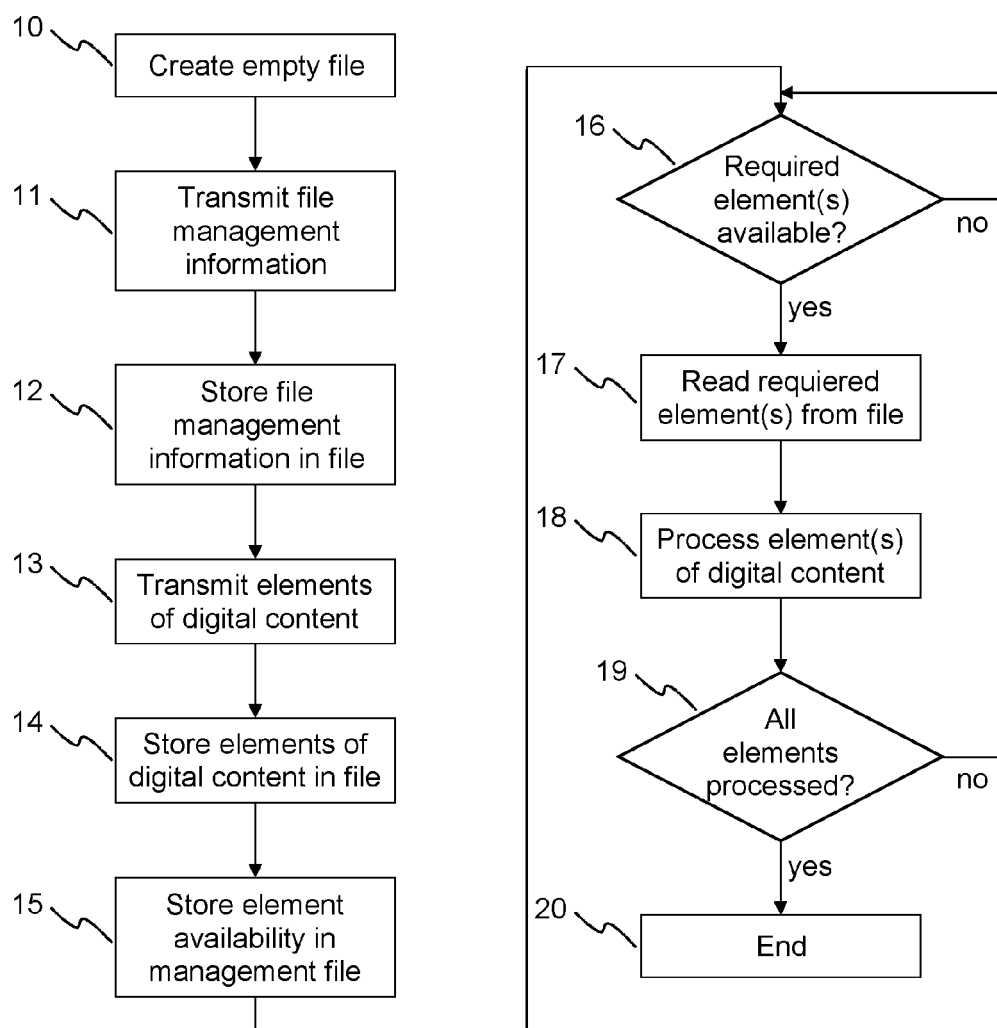 10
Create empty file
11
Transmit file
management
information
12
Store file
management
information in file
13
Transmit elements
of digital content
14
Store elements of
digital content in file
15
Store element
availability in
management file
16
Required
element(s)
available?
no
yes
17
Read requiered
element(s) from file
18
Process element(s)
of digital content
19
All
elements
processed?
no
yes
20
End